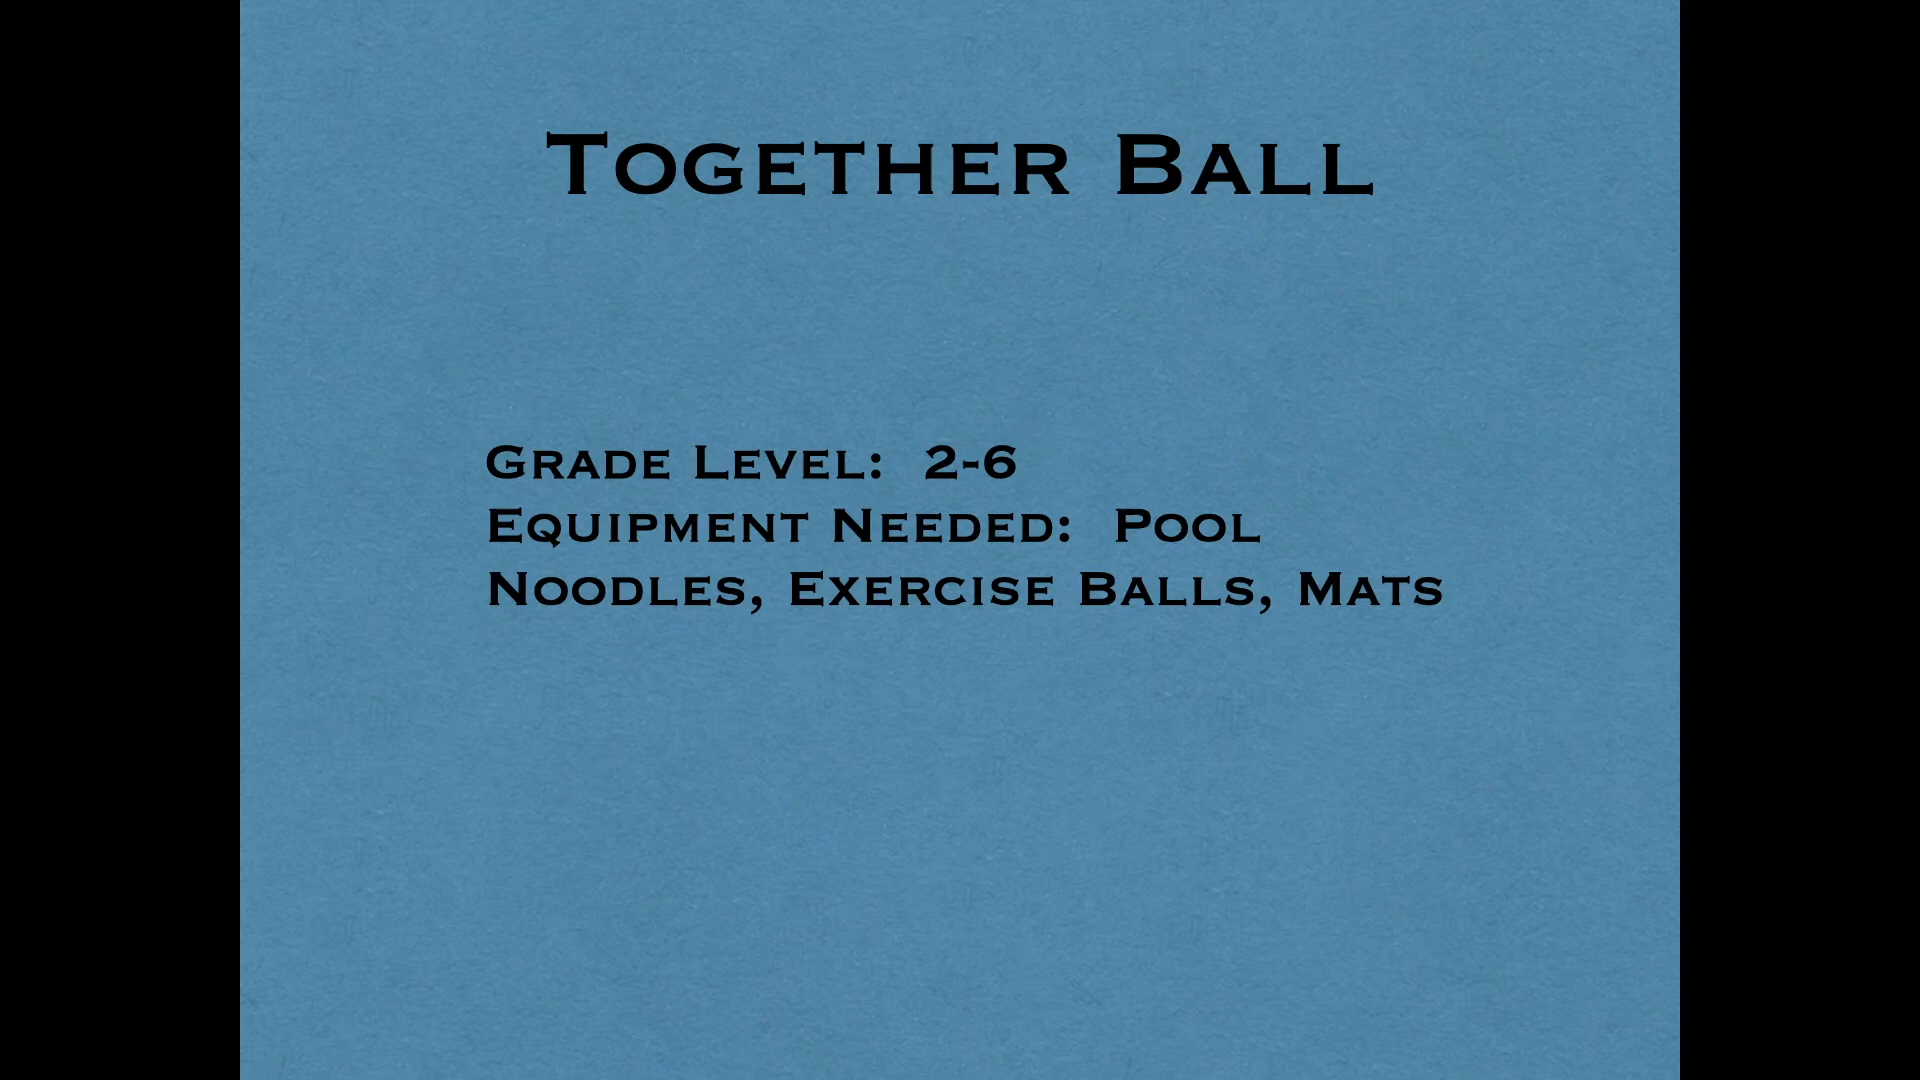 Together Ball
Grade Level: 2-6
Equipment Needed: Pool
Noodles, Exercise Balls, Mats